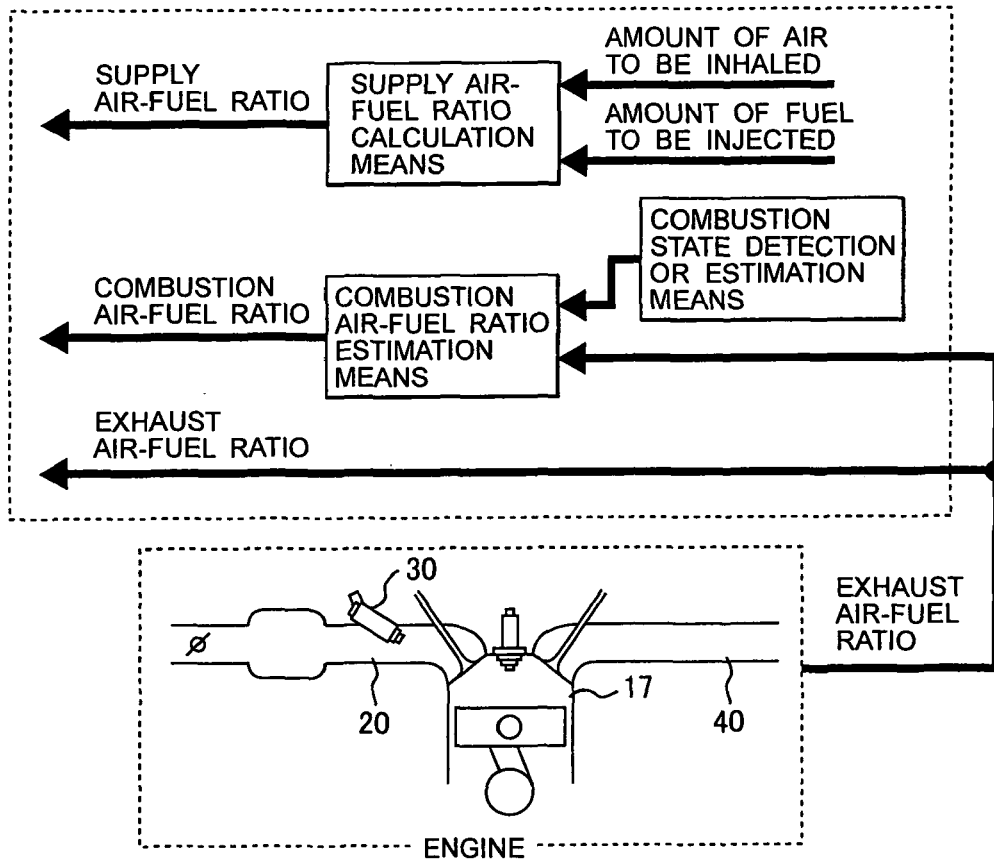 SUPPLY
AIR-FUEL RATIO
SUPPLY AIR-
FUEL RATIO
CALCULATION
MEANS
AMOUNT OF AIR
TO BE INHALED
AMOUNT OF FUEL
TO BE INJECTED
COMBUSTION
STATE DETECTION
OR ESTIMATION
MEANS
COMBUSTION
AIR-FUEL RATIO
COMBUSTION
AIR-FUEL RATIO
ESTIMATION
MEANS
EXHAUST
AIR-FUEL RATIO
30
20
17
40
EXHAUST
AIR-FUEL
RATIO
ENGINE